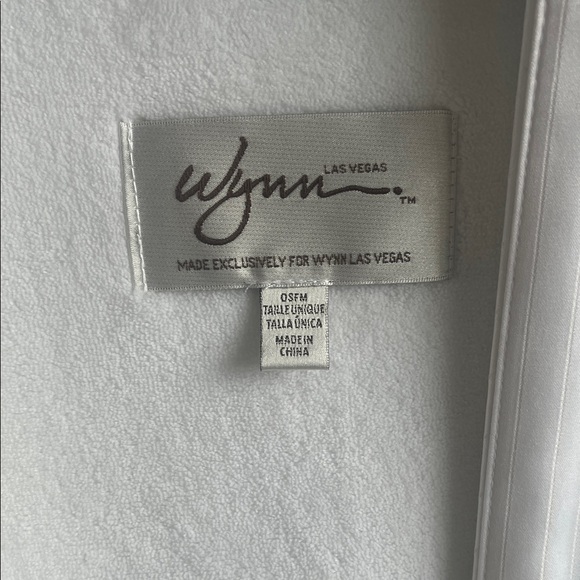 LAS VEGAS
Wynn.™
MADE EXCLUSIVELY FOR WYNN LAS VEGAS
OSFM
TAILLE UNIQUE
TALLA ÚNICA
MADE IN
CHINA